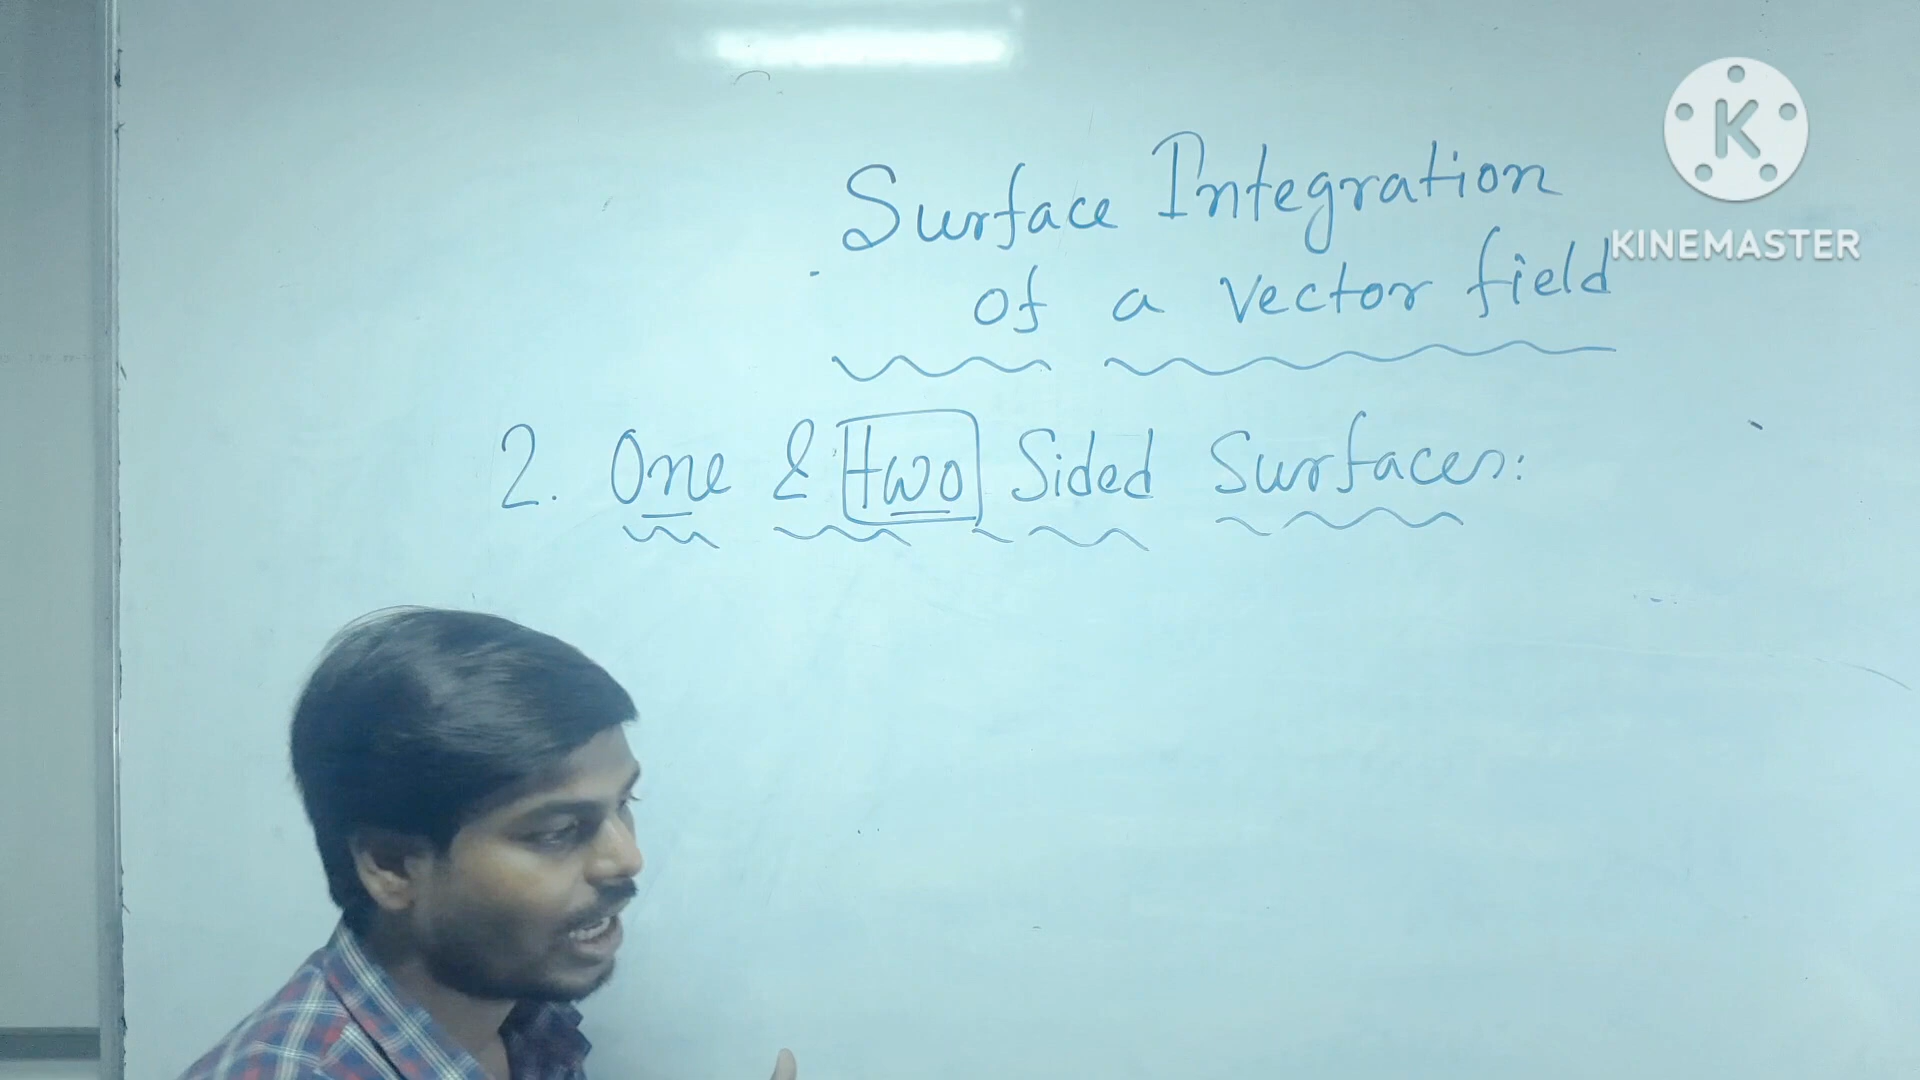 Surface Integration
of a vector field
2. One & two Sided Surfaces:
K
KINEMASTER